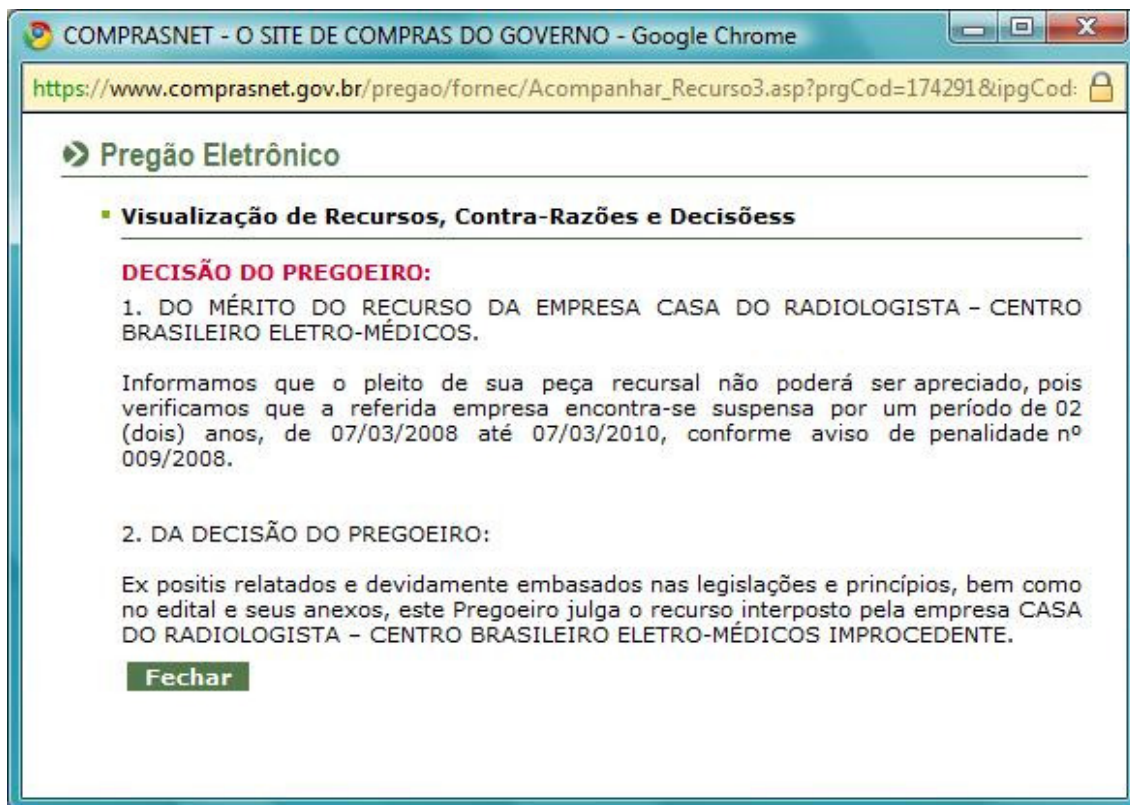 COMPRASNET - O SITE DE COMPRAS DO GOVERNO - Google Chrome
https://www.comprasnet.gov.br/pregao/fornec/Acompanhar_Recurso3.asp?prgCod=174291&ipgCod:
Pregão Eletrônico
Visualização de Recursos, Contra-Razões e Decisõess
DECISÃO DO PREGOEIRO:
1. DO MÉRITO DO RECURSO DA EMPRESA CASA DO RADIOLOGISTA – CENTRO
BRASILEIRO ELETRO-MÉDICOS.
Informamos que o pleito de sua peça recursal não poderá ser apreciado, pois
verificamos que a referida empresa encontra-se suspensa por um período de 02
(dois) anos, de 07/03/2008 até 07/03/2010, conforme aviso de penalidade nº
009/2008.
2. DA DECISÃO DO PREGOEIRO:
Ex positis relatados e devidamente embasados nas legislações e princípios, bem como
no edital e seus anexos, este Pregoeiro julga o recurso interposto pela empresa CASA
DO RADIOLOGISTA – CENTRO BRASILEIRO ELETRO-MÉDICOS IMPROCEDENTE.
Fechar